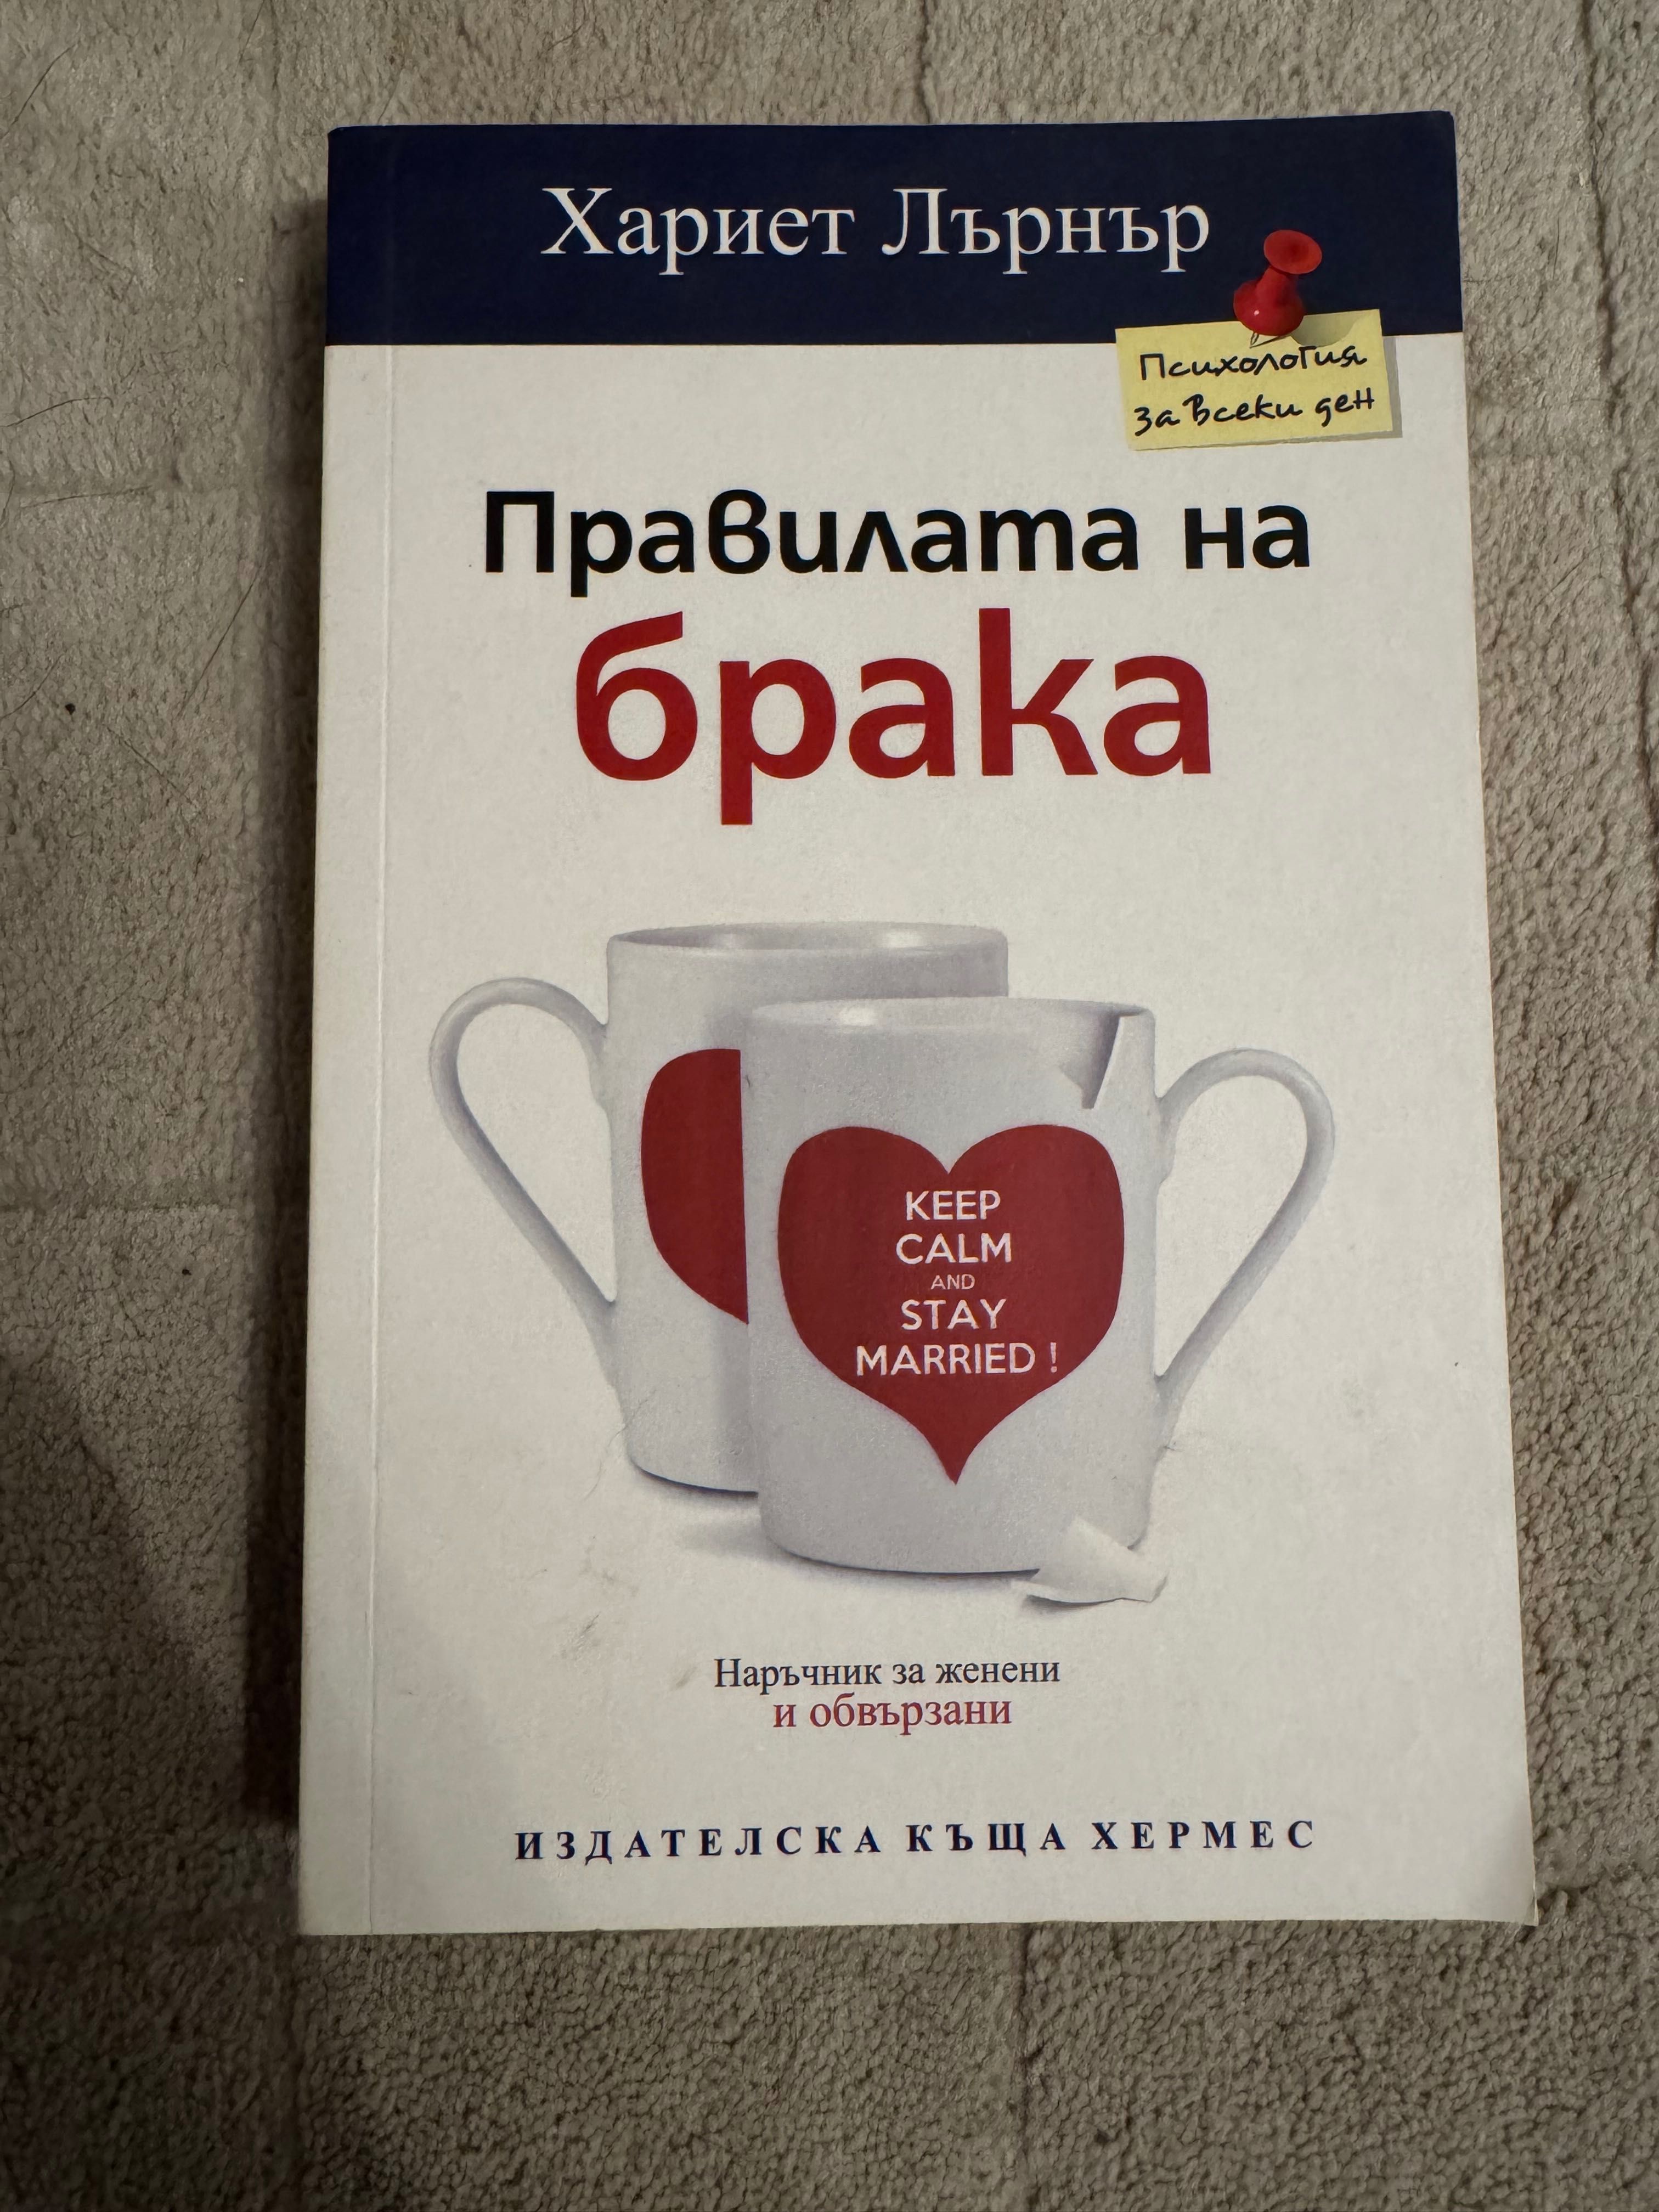 Хариет Лърнър
Психология
за всеки ден
Правилата на
брака
KEEP
CALM
AND
STAY
MARRIED !
Наръчник за женени
и обвързани
ИЗДАТЕЛСКА КЪЩА ХЕРМЕС